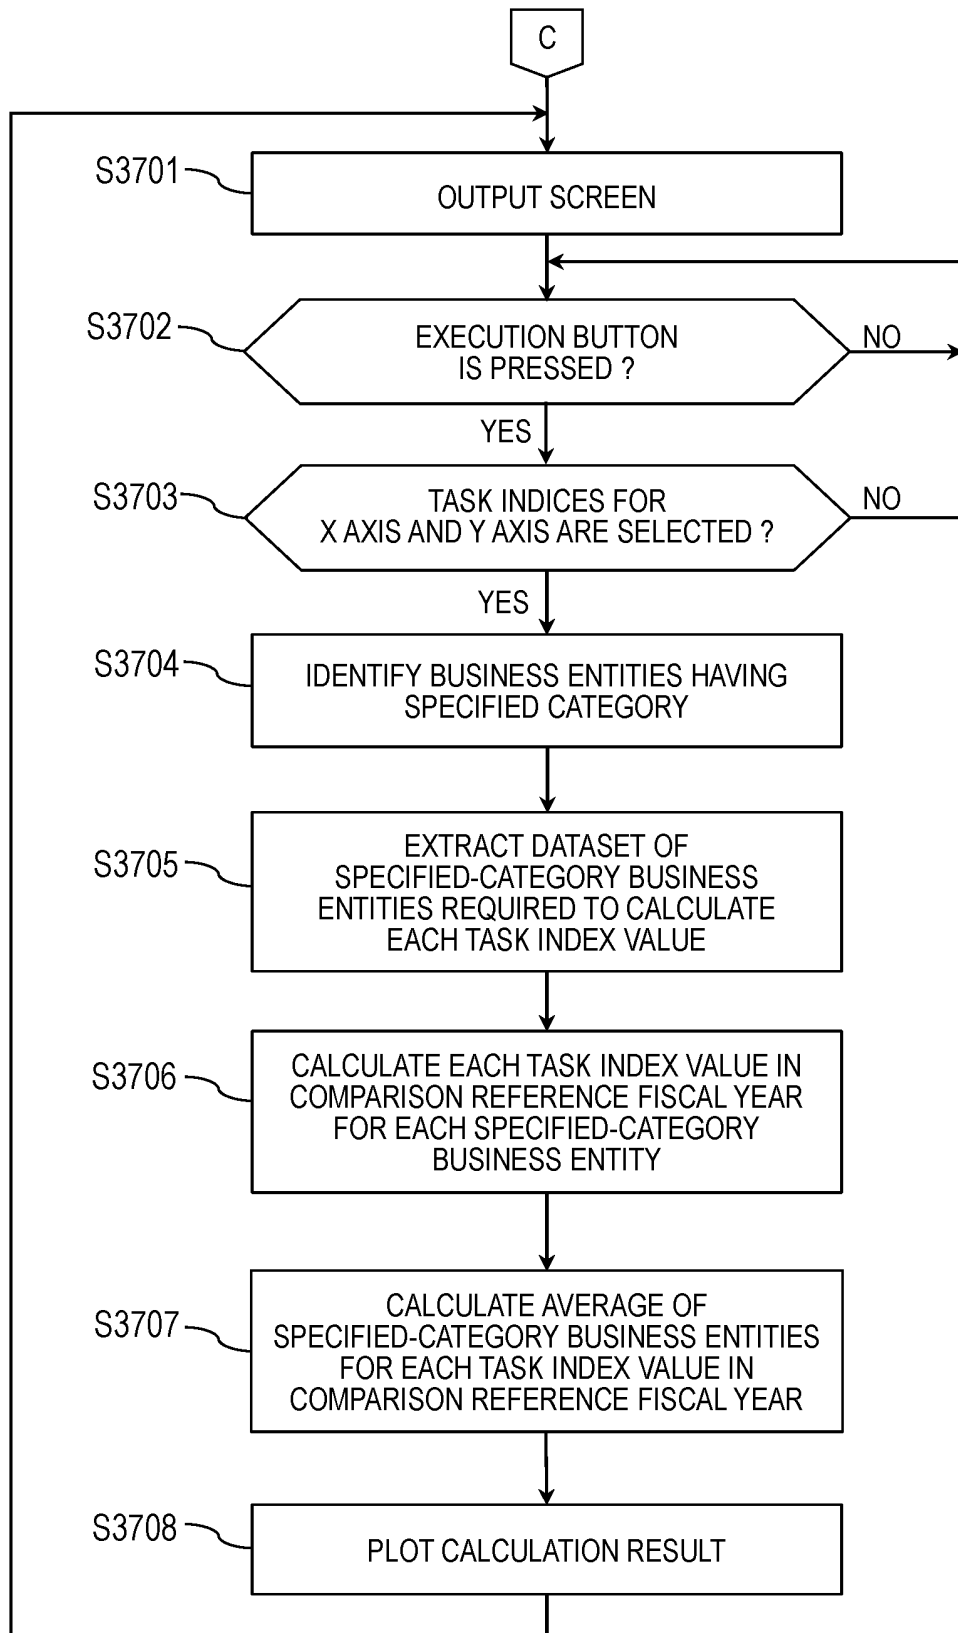 C
S3701
OUTPUT SCREEN
S3702
EXECUTION BUTTON
IS PRESSED ?
NO
YES
S3703
TASK INDICES FOR
X AXIS AND Y AXIS ARE SELECTED ?
NO
YES
S3704
IDENTIFY BUSINESS ENTITIES HAVING
SPECIFIED CATEGORY
S3705
EXTRACT DATASET OF
SPECIFIED-CATEGORY BUSINESS
ENTITIES REQUIRED TO CALCULATE
EACH TASK INDEX VALUE
S3706
CALCULATE EACH TASK INDEX VALUE IN
COMPARISON REFERENCE FISCAL YEAR
FOR EACH SPECIFIED-CATEGORY
BUSINESS ENTITY
S3707
CALCULATE AVERAGE OF
SPECIFIED-CATEGORY BUSINESS ENTITIES
FOR EACH TASK INDEX VALUE IN
COMPARISON REFERENCE FISCAL YEAR
S3708
PLOT CALCULATION RESULT